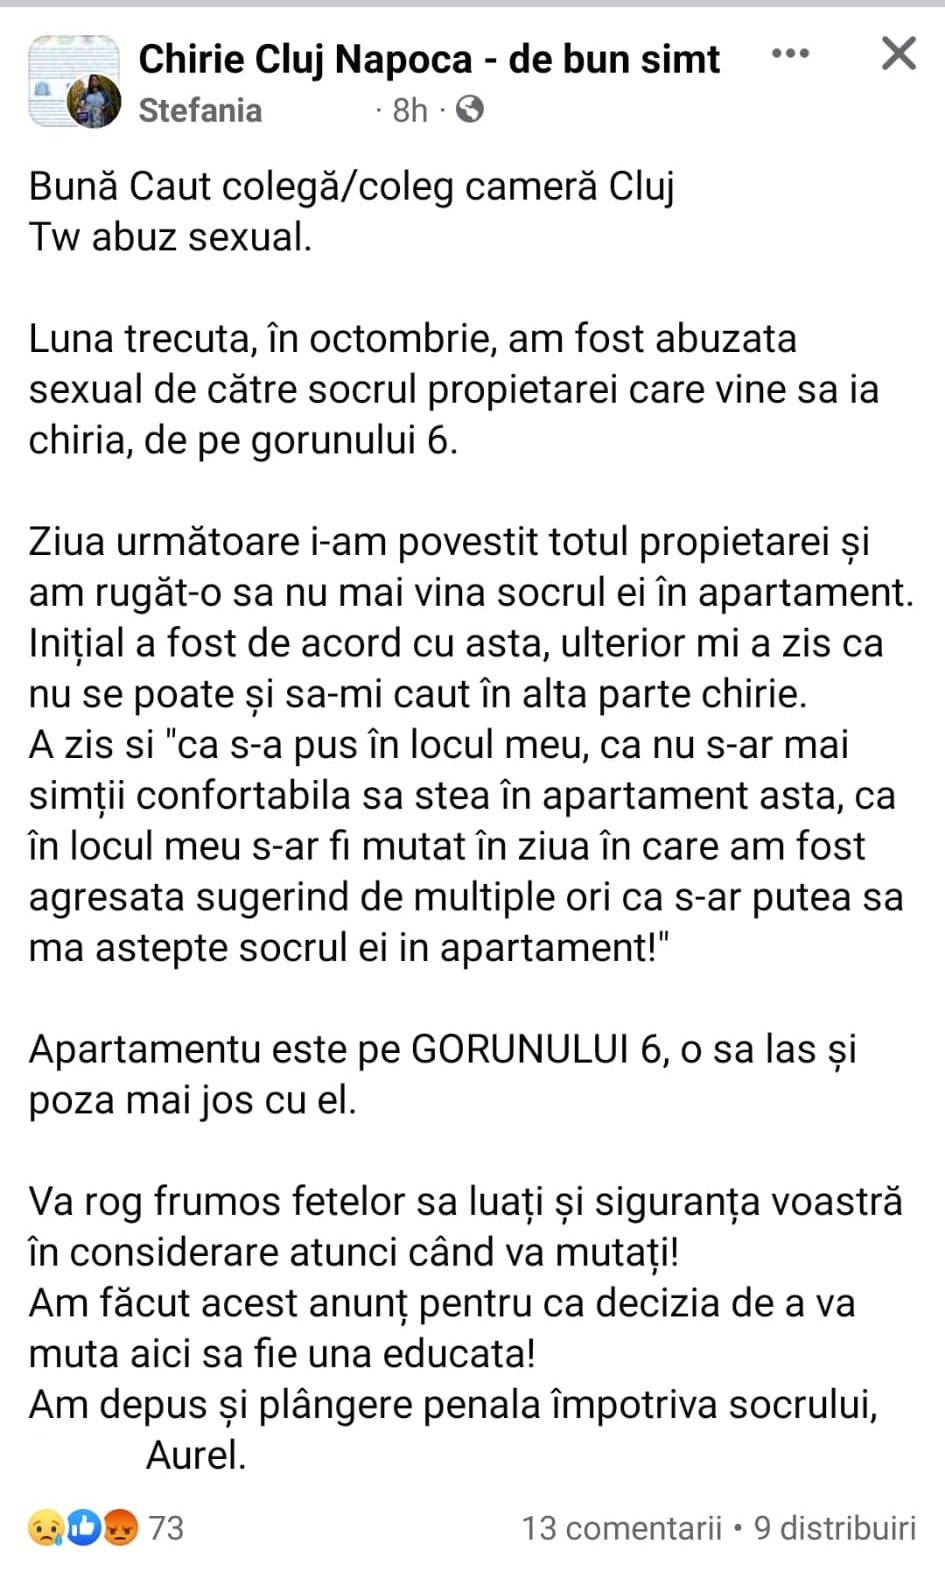 Chirie Cluj Napoca - de bun simt
Stefania · 8h ·
Bună Caut colegă/coleg cameră Cluj
Tw abuz sexual.
Luna trecuta, în octombrie, am fost abuzata
sexual de către socrul propietarei care vine sa ia
chiria, de pe gorunului 6.
Ziua următoare i-am povestit totul propietarei și
am rugăt-o sa nu mai vina socrul ei în apartament.
Inițial a fost de acord cu asta, ulterior mi a zis ca
nu se poate și sa-mi caut în alta parte chirie.
A zis si "ca s-a pus în locul meu, ca nu s-ar mai
simții confortabila sa stea în apartament asta, ca
în locul meu s-ar fi mutat în ziua în care am fost
agresata sugerind de multiple ori ca s-ar putea sa
ma astepte socrul ei in apartament!"
Apartamentu este pe GORUNULUI 6, o sa las și
poza mai jos cu el.
Va rog frumos fetelor sa luați și siguranța voastră
în considerare atunci când va mutați!
Am făcut acest anunț pentru ca decizia de a va
muta aici sa fie una educata!
Am depus și plângere penala împotriva socrului,
Aurel.
73
13 comentarii • 9 distribuiri